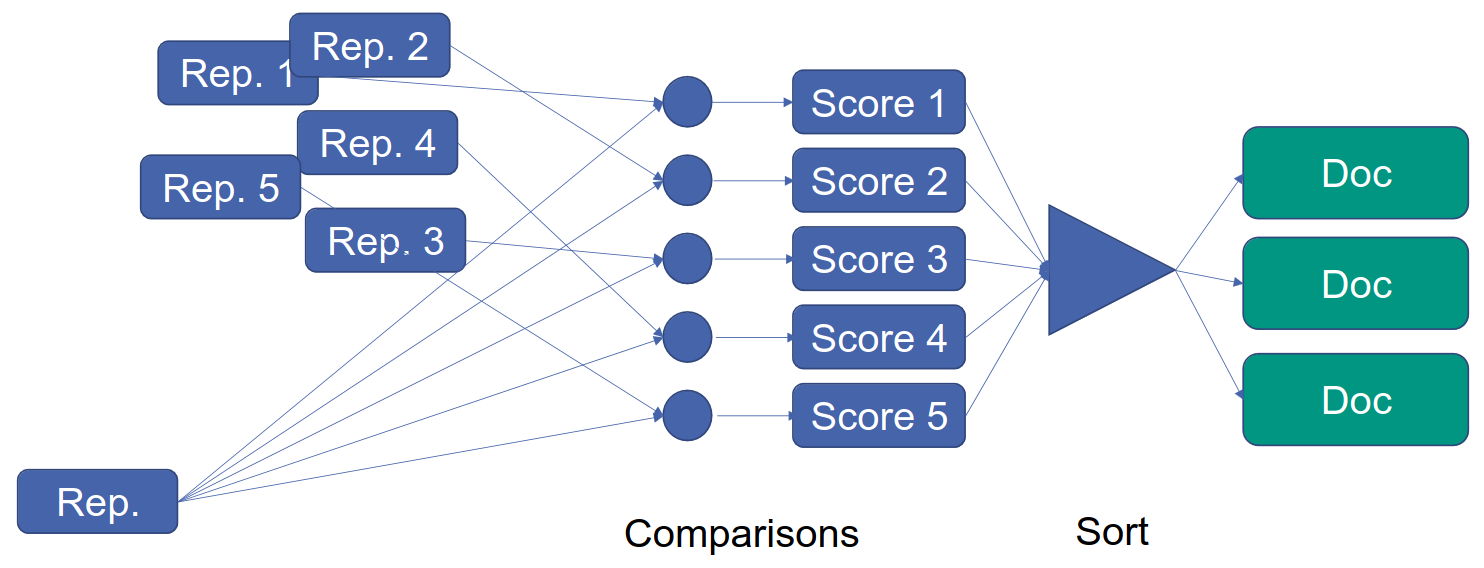 Rep. 1
Rep. 2
Rep. 4
Rep. 5
Rep. 3
Rep.
Score 1
Score 2
Score 3
Score 4
Score 5
Doc
Doc
Doc
Comparisons
Sort